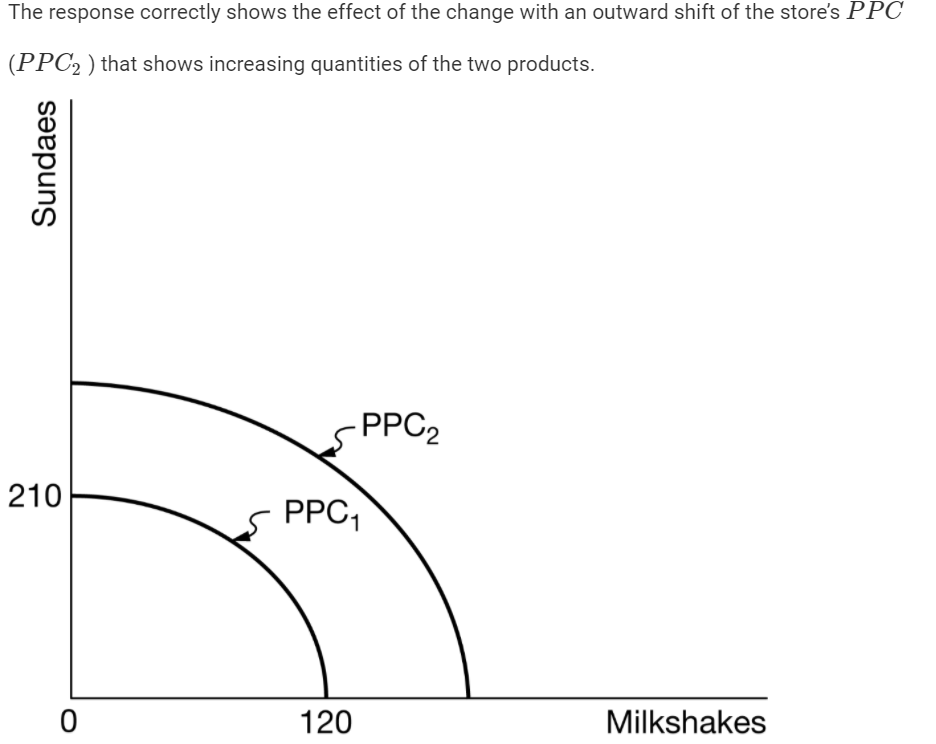 The response correctly shows the effect of the change with an outward shift of the store's PPC
(PPC₂ ) that shows increasing quantities of the two products.
Sundaes
PPC₂
210
PPC₁
0
120
Milkshakes